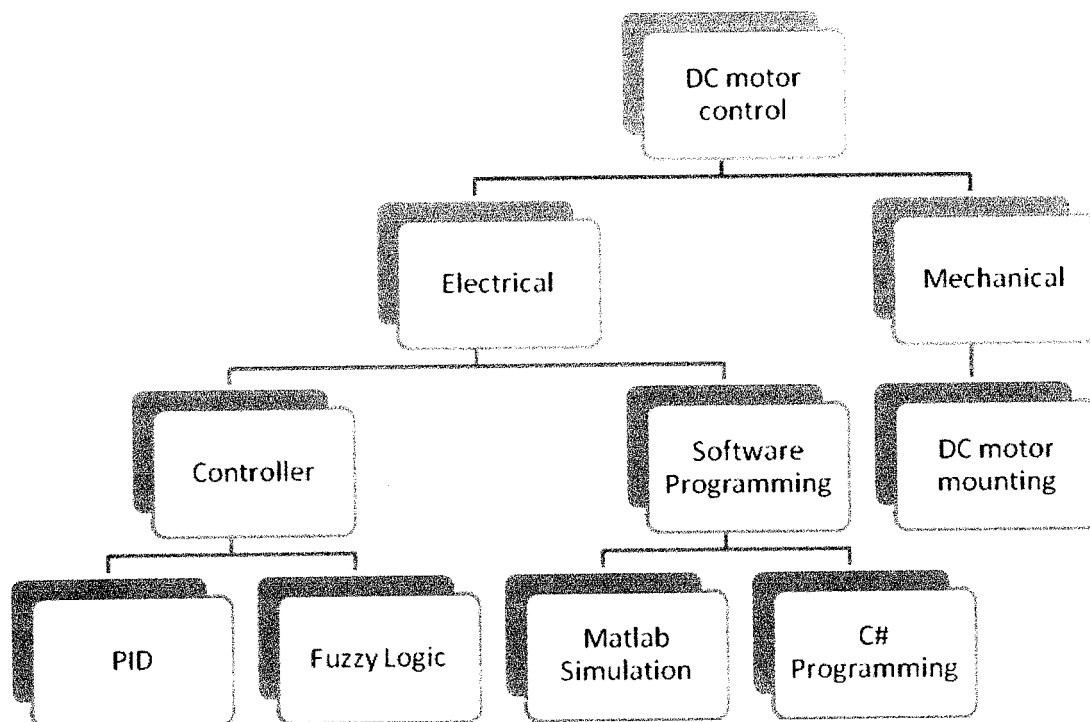 DC motor
control
Electrical
Mechanical
Controller
Software
Programming
DC motor
mounting
PID
Fuzzy Logic
Matlab
Simulation
C#
Programming